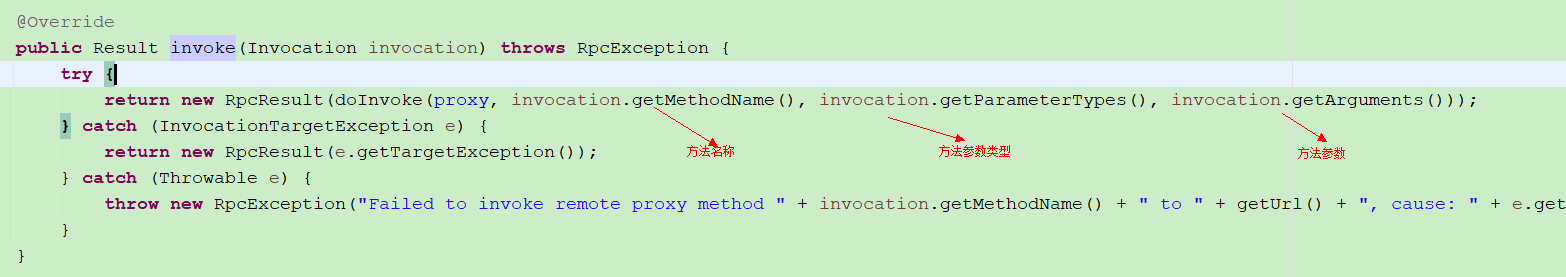 @Override
public Result invoke(Invocation invocation) throws RpcException {
try {
return new RpcResult(doInvoke(proxy, invocation.getMethodName(), invocation.getParameterTypes(), invocation.getArguments()));
} catch (InvocationTargetException e) {
方法名称 方法参数类型 方法参数
return new RpcResult(e.getTargetException());
} catch (Throwable e) {
throw new RpcException("Failed to invoke remote proxy method " + invocation.getMethodName() + " to " + getUrl() + ", cause: " + e.get
}
}